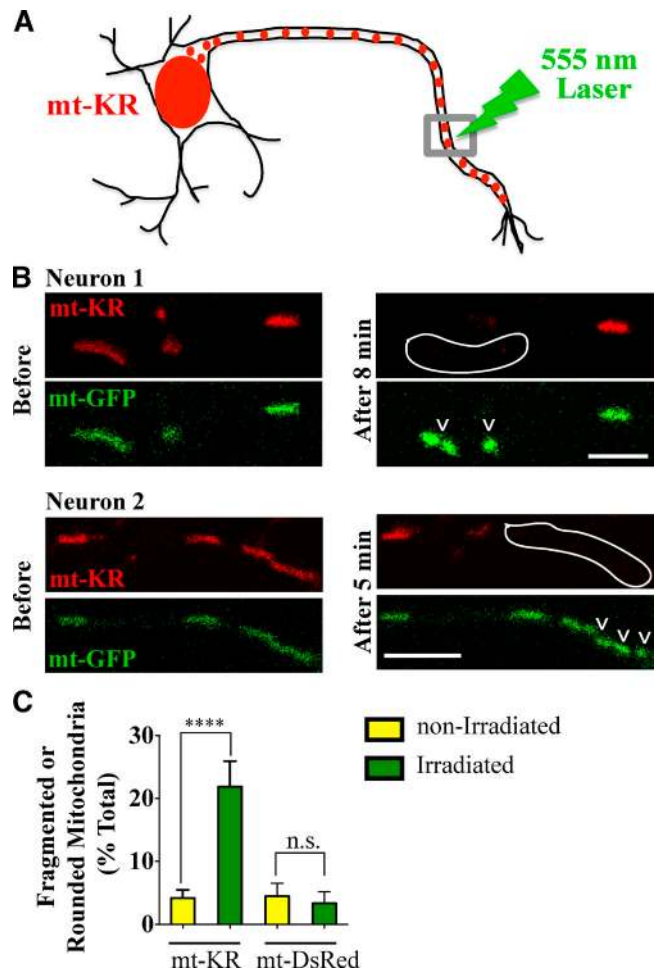 A
mt-KR
555 nm
Laser
B
Neuron 1
Before
mt-KR
mt-GFP
After 8 min
v v
Neuron 2
Before
mt-KR
mt-GFP
After 5 min
v v v
C
Fragmented or
Rounded Mitochondria
(% Total)
30
20
10
0
****
n.s.
mt-KR mt-DsRed
non-Irradiated
Irradiated